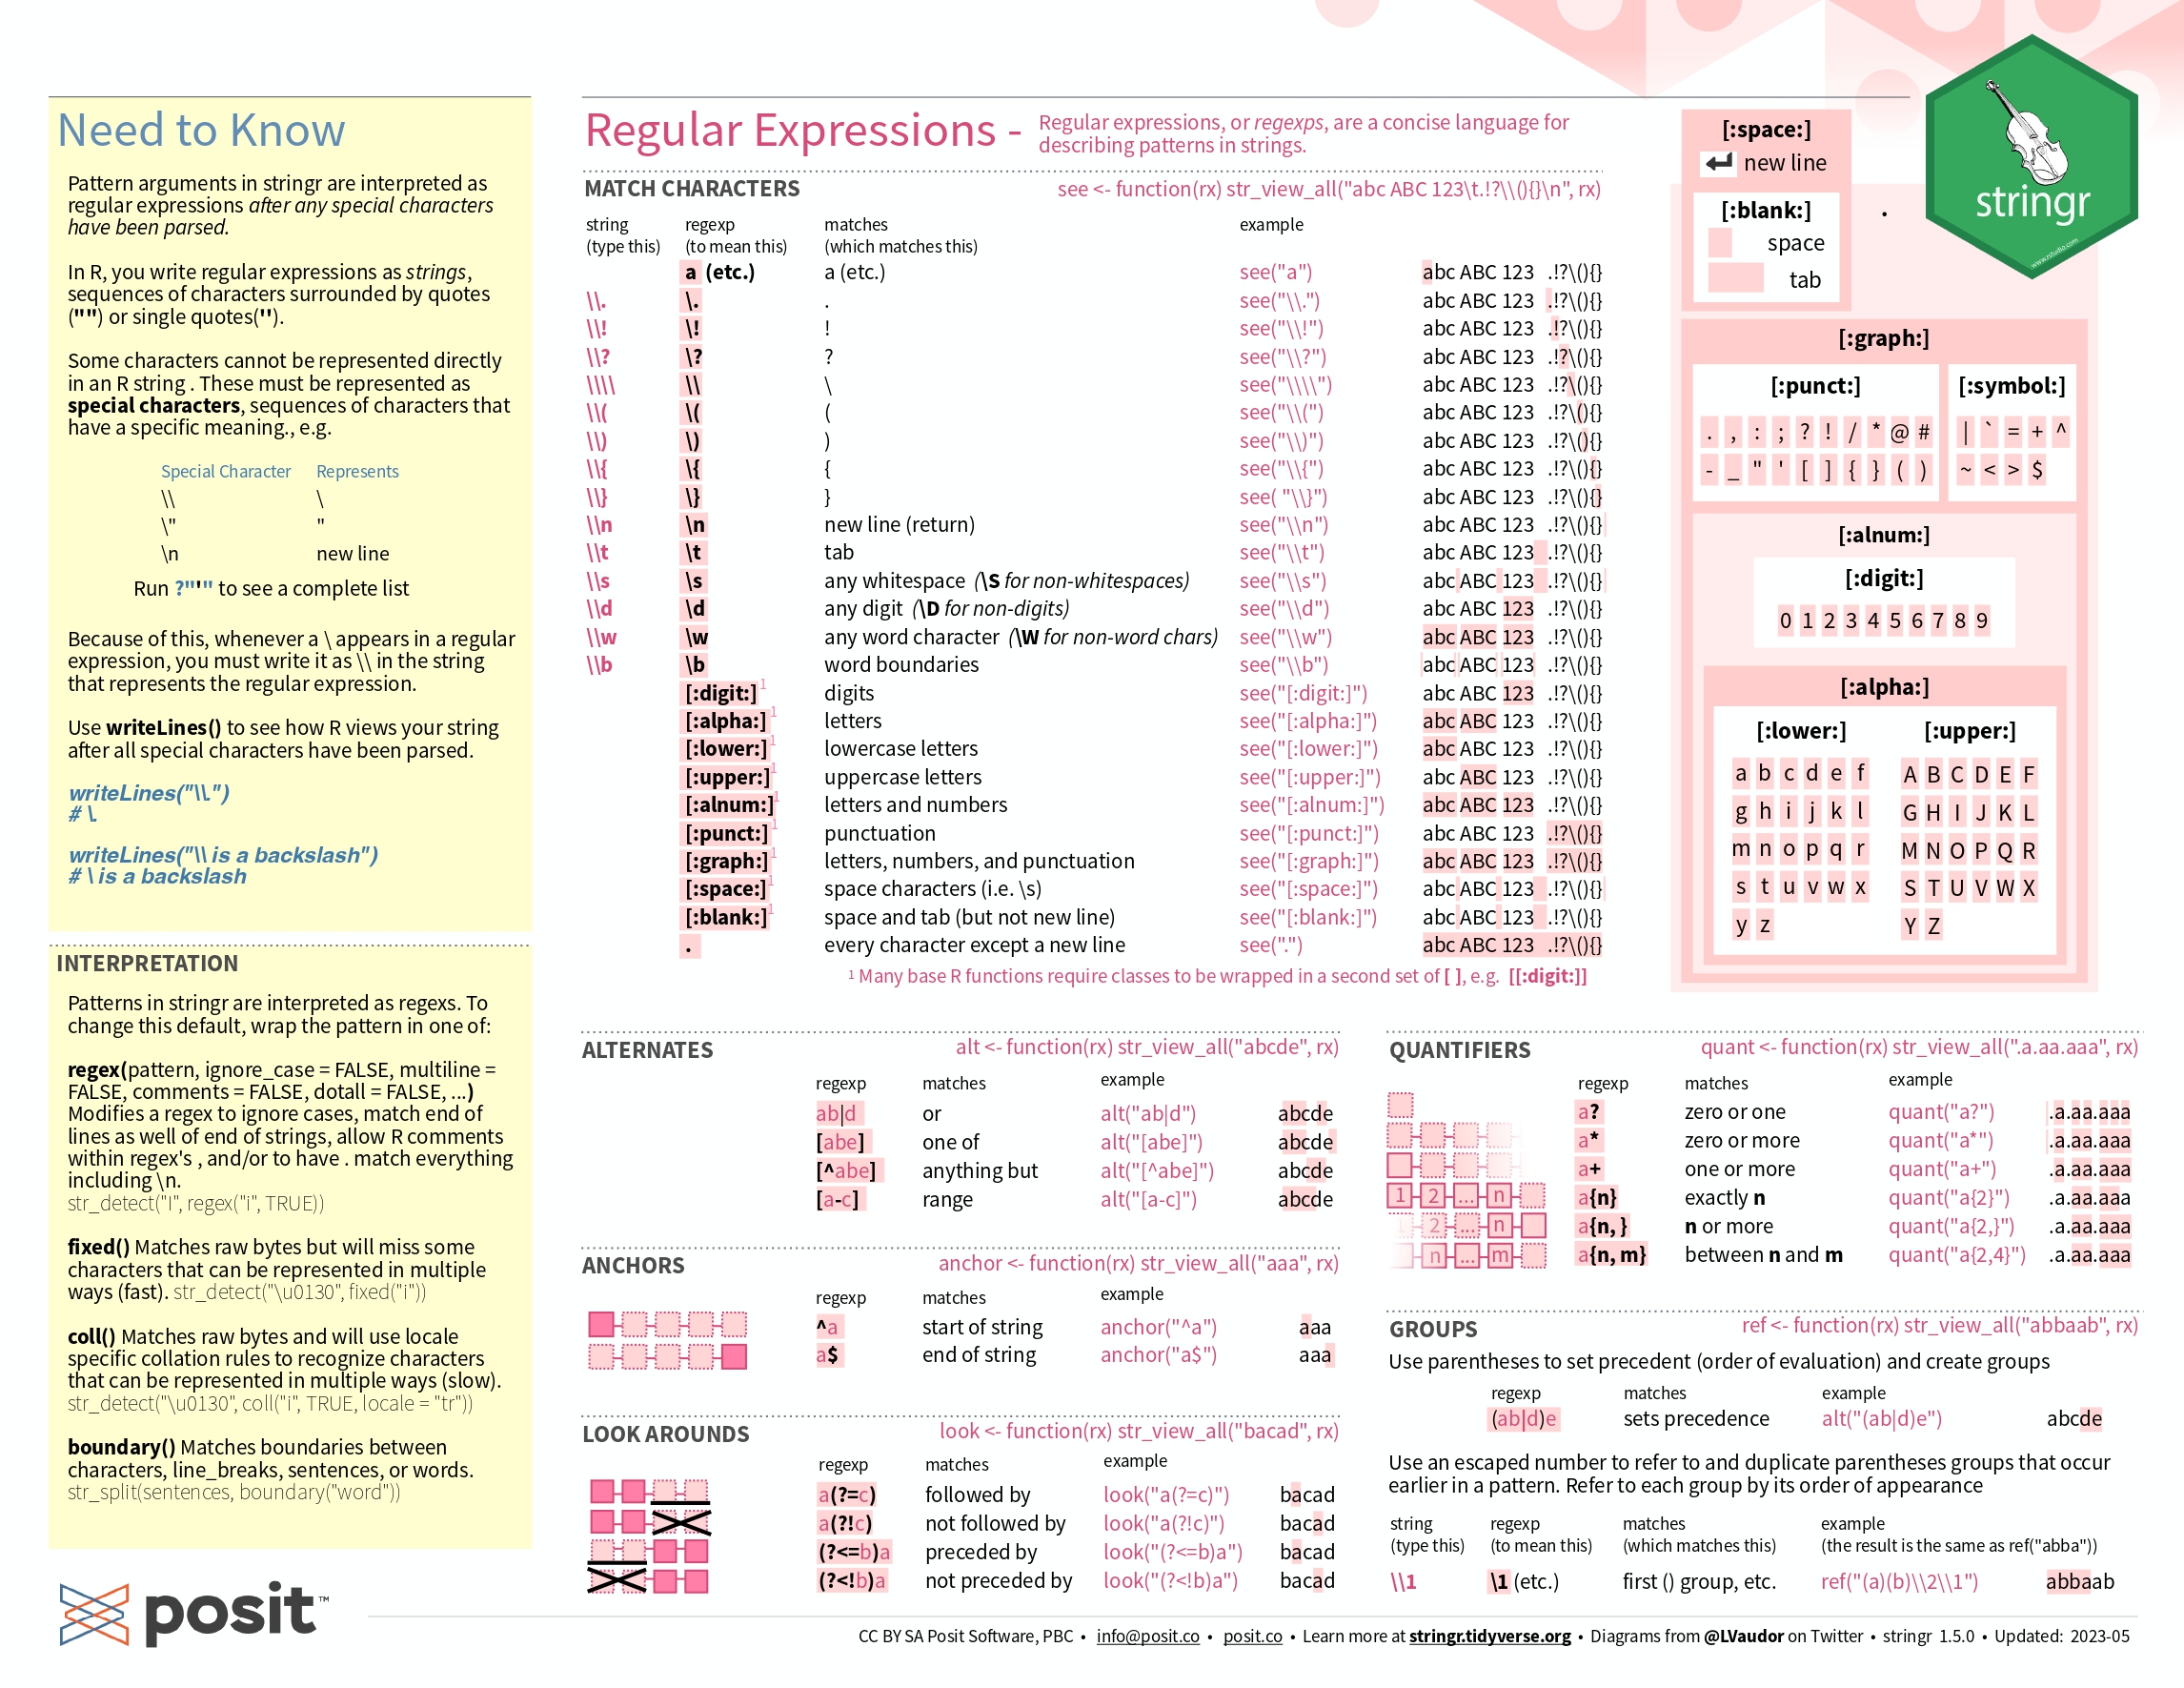 Need to Know
Pattern arguments in stringr are interpreted as
regular expressions after any special characters
have been parsed.
In R, you write regular expressions as strings,
sequences of characters surrounded by quotes
("") or single quotes('').
Some characters cannot be represented directly
in an R string . These must be represented as
special characters, sequences of characters that
have a specific meaning., e.g.
Special Character Represents
\\ \
\" "
\n new line
Run ?"'" to see a complete list
Because of this, whenever a \ appears in a regular
expression, you must write it as \\ in the string
that represents the regular expression.
Use writeLines() to see how R views your string
after all special characters have been parsed.
writeLines("\\.")
# \.
writeLines("\\ is a backslash")
# \ is a backslash
INTERPRETATION
Patterns in stringr are interpreted as regexs. To
change this default, wrap the pattern in one of:
regex(pattern, ignore_case = FALSE, multiline =
FALSE, comments = FALSE, dotall = FALSE, ...)
Modifies a regex to ignore cases, match end of
lines as well of end of strings, allow R comments
within regex's , and/or to have . match everything
including \n.
str_detect("I", regex("i", TRUE))
fixed() Matches raw bytes but will miss some
characters that can be represented in multiple
ways (fast). str_detect("\u0130", fixed("i"))
coll() Matches raw bytes and will use locale
specific collation rules to recognize characters
that can be represented in multiple ways (slow).
str_detect("\u0130", coll("i", TRUE, locale = "tr"))
boundary() Matches boundaries between
characters, line_breaks, sentences, or words.
str_split(sentences, boundary("word"))
Regular Expressions - Regular expressions, or regexps, are a concise language for
describing patterns in strings.
MATCH CHARACTERS see <- function(rx) str_view_all("abc ABC 123\t.!?\\(){}\n", rx)
string regexp matches example
(type this) (to mean this) (which matches this)
a (etc.) a (etc.) see("a") abc ABC 123 .!?\(){}
\\. \. . see("\\.") abc ABC 123 .!?\(){}
\\! \! ! see("\\!") abc ABC 123 .!?\(){}
\\? \? ? see("\\?") abc ABC 123 .!?\(){}
\\\\ \\ \ see("\\\\") abc ABC 123 .!?\(){}
\\( \( ( see("\\(") abc ABC 123 .!?\(){}
\\) \) ) see("\\)") abc ABC 123 .!?\(){}
\\{ \{ { see("\\{") abc ABC 123 .!?\(){}
\\} \} } see( "\\}") abc ABC 123 .!?\(){}
\\n \n new line (return) see("\\n") abc ABC 123 .!?\(){}
\\t \t tab see("\\t") abc ABC 123 .!?\(){}
\\s \s any whitespace (\S for non-whitespaces) see("\\s") abc ABC 123 .!?\(){}
\\d \d any digit (\D for non-digits) see("\\d") abc ABC 123 .!?\(){}
\\w \w any word character (\W for non-word chars) see("\\w") abc ABC 123 .!?\(){}
\\b \b word boundaries see("\\b") abc ABC 123 .!?\(){}
[:digit:]1 digits see("[:digit:]") abc ABC 123 .!?\(){}
[:alpha:]1 letters see("[:alpha:]") abc ABC 123 .!?\(){}
[:lower:]1 lowercase letters see("[:lower:]") abc ABC 123 .!?\(){}
[:upper:]1 uppercase letters see("[:upper:]") abc ABC 123 .!?\(){}
[:alnum:]1 letters and numbers see("[:alnum:]") abc ABC 123 .!?\(){}
[:punct:]1 punctuation see("[:punct:]") abc ABC 123 .!?\(){}
[:graph:]1 letters, numbers, and punctuation see("[:graph:]") abc ABC 123 .!?\(){}
[:space:]1 space characters (i.e. \s) see("[:space:]") abc ABC 123 .!?\(){}
[:blank:]1 space and tab (but not new line) see("[:blank:]") abc ABC 123 .!?\(){}
. every character except a new line see(".") abc ABC 123 .!?\(){}
1 Many base R functions require classes to be wrapped in a second set of [ ], e.g. [[:digit:]]
[:space:]
new line
[:blank:]
space
tab
.
stringr
www.rstudio.com
[:graph:]
[:punct:] [:symbol:]
. , : ; ? ! / * @ # | ` = + ^
- _ " ' [ ] { } ( ) ~ < > $
[:alnum:]
[:digit:]
0 1 2 3 4 5 6 7 8 9
[:alpha:]
[:lower:] [:upper:]
a b c d e f A B C D E F
g h i j k l G H I J K L
m n o p q r M N O P Q R
s t u v w x S T U V W X
y z Y Z
ALTERNATES alt <- function(rx) str_view_all("abcde", rx)
regexp matches example
ab|d or alt("ab|d") abcde
[abe] one of alt("[abe]") abcde
[^abe] anything but alt("[^abe]") abcde
[a-c] range alt("[a-c]") abcde
ANCHORS anchor <- function(rx) str_view_all("aaa", rx)
regexp matches example
^a start of string anchor("^a") aaa
a$ end of string anchor("a$") aaa
LOOK AROUNDS look <- function(rx) str_view_all("bacad", rx)
regexp matches example
a(?=c) followed by look("a(?=c)") bacad
a(?!c) not followed by look("a(?!c)") bacad
(?<=b)a preceded by look("(?<=b)a") bacad
(?<!b)a not preceded by look("(?<!b)a") bacad
QUANTIFIERS quant <- function(rx) str_view_all(".a.aa.aaa", rx)
regexp matches example
a? zero or one quant("a?") .a.aa.aaa
a* zero or more quant("a*") .a.aa.aaa
a+ one or more quant("a+") .a.aa.aaa
1 2 ... n a{n} exactly n quant("a{2}") .a.aa.aaa
1 2 ... n a{n, } n or more quant("a{2,}") .a.aa.aaa
n ... m a{n, m} between n and m quant("a{2,4}") .a.aa.aaa
GROUPS ref <- function(rx) str_view_all("abbaab", rx)
Use parentheses to set precedent (order of evaluation) and create groups
regexp matches example
(ab|d)e sets precedence alt("(ab|d)e") abcde
Use an escaped number to refer to and duplicate parentheses groups that occur
earlier in a pattern. Refer to each group by its order of appearance
string regexp matches example
(type this) (to mean this) (which matches this) (the result is the same as ref("abba"))
\\1 \1 (etc.) first () group, etc. ref("(a)(b)\\2\\1") abbaab
posit™
CC BY SA Posit Software, PBC • info@posit.co • posit.co • Learn more at stringr.tidyverse.org • Diagrams from @LVaudor on Twitter • stringr 1.5.0 • Updated: 2023-05